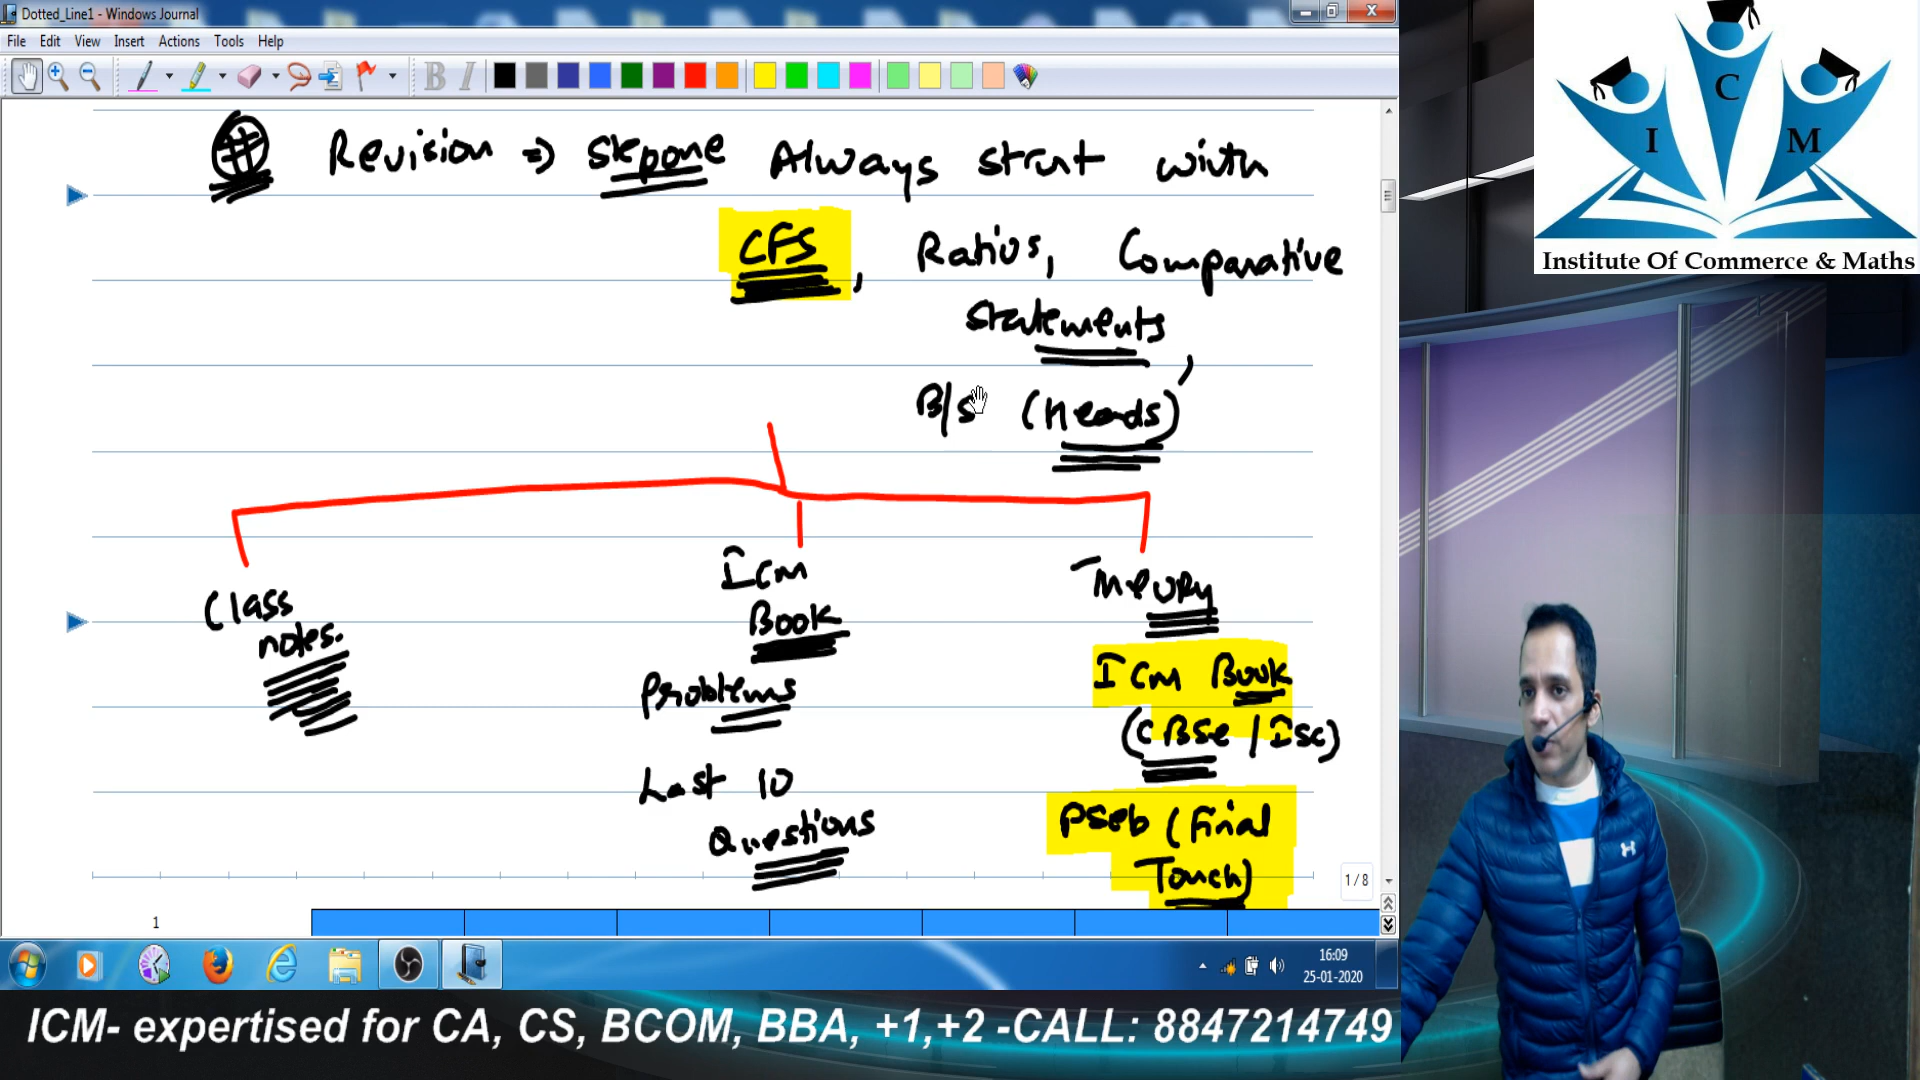 Dotted_Line1 - Windows Journal
File Edit View Insert Actions Tools Help
B I
Revision => Step one Always start with
CFS, Ratios, Comparative
statements,
B/S (Heads)
Class
notes.
ICM
Book
Problems
Last 10
Questions
Theory
ICM Book
(CBSE / ISC)
PSEB (Final
Touch)
1 / 8
1
16:09
25-01-2020
I C M
Institute Of Commerce & Maths
ICM- expertised for CA, CS, BCOM, BBA, +1,+2 -CALL: 8847214749